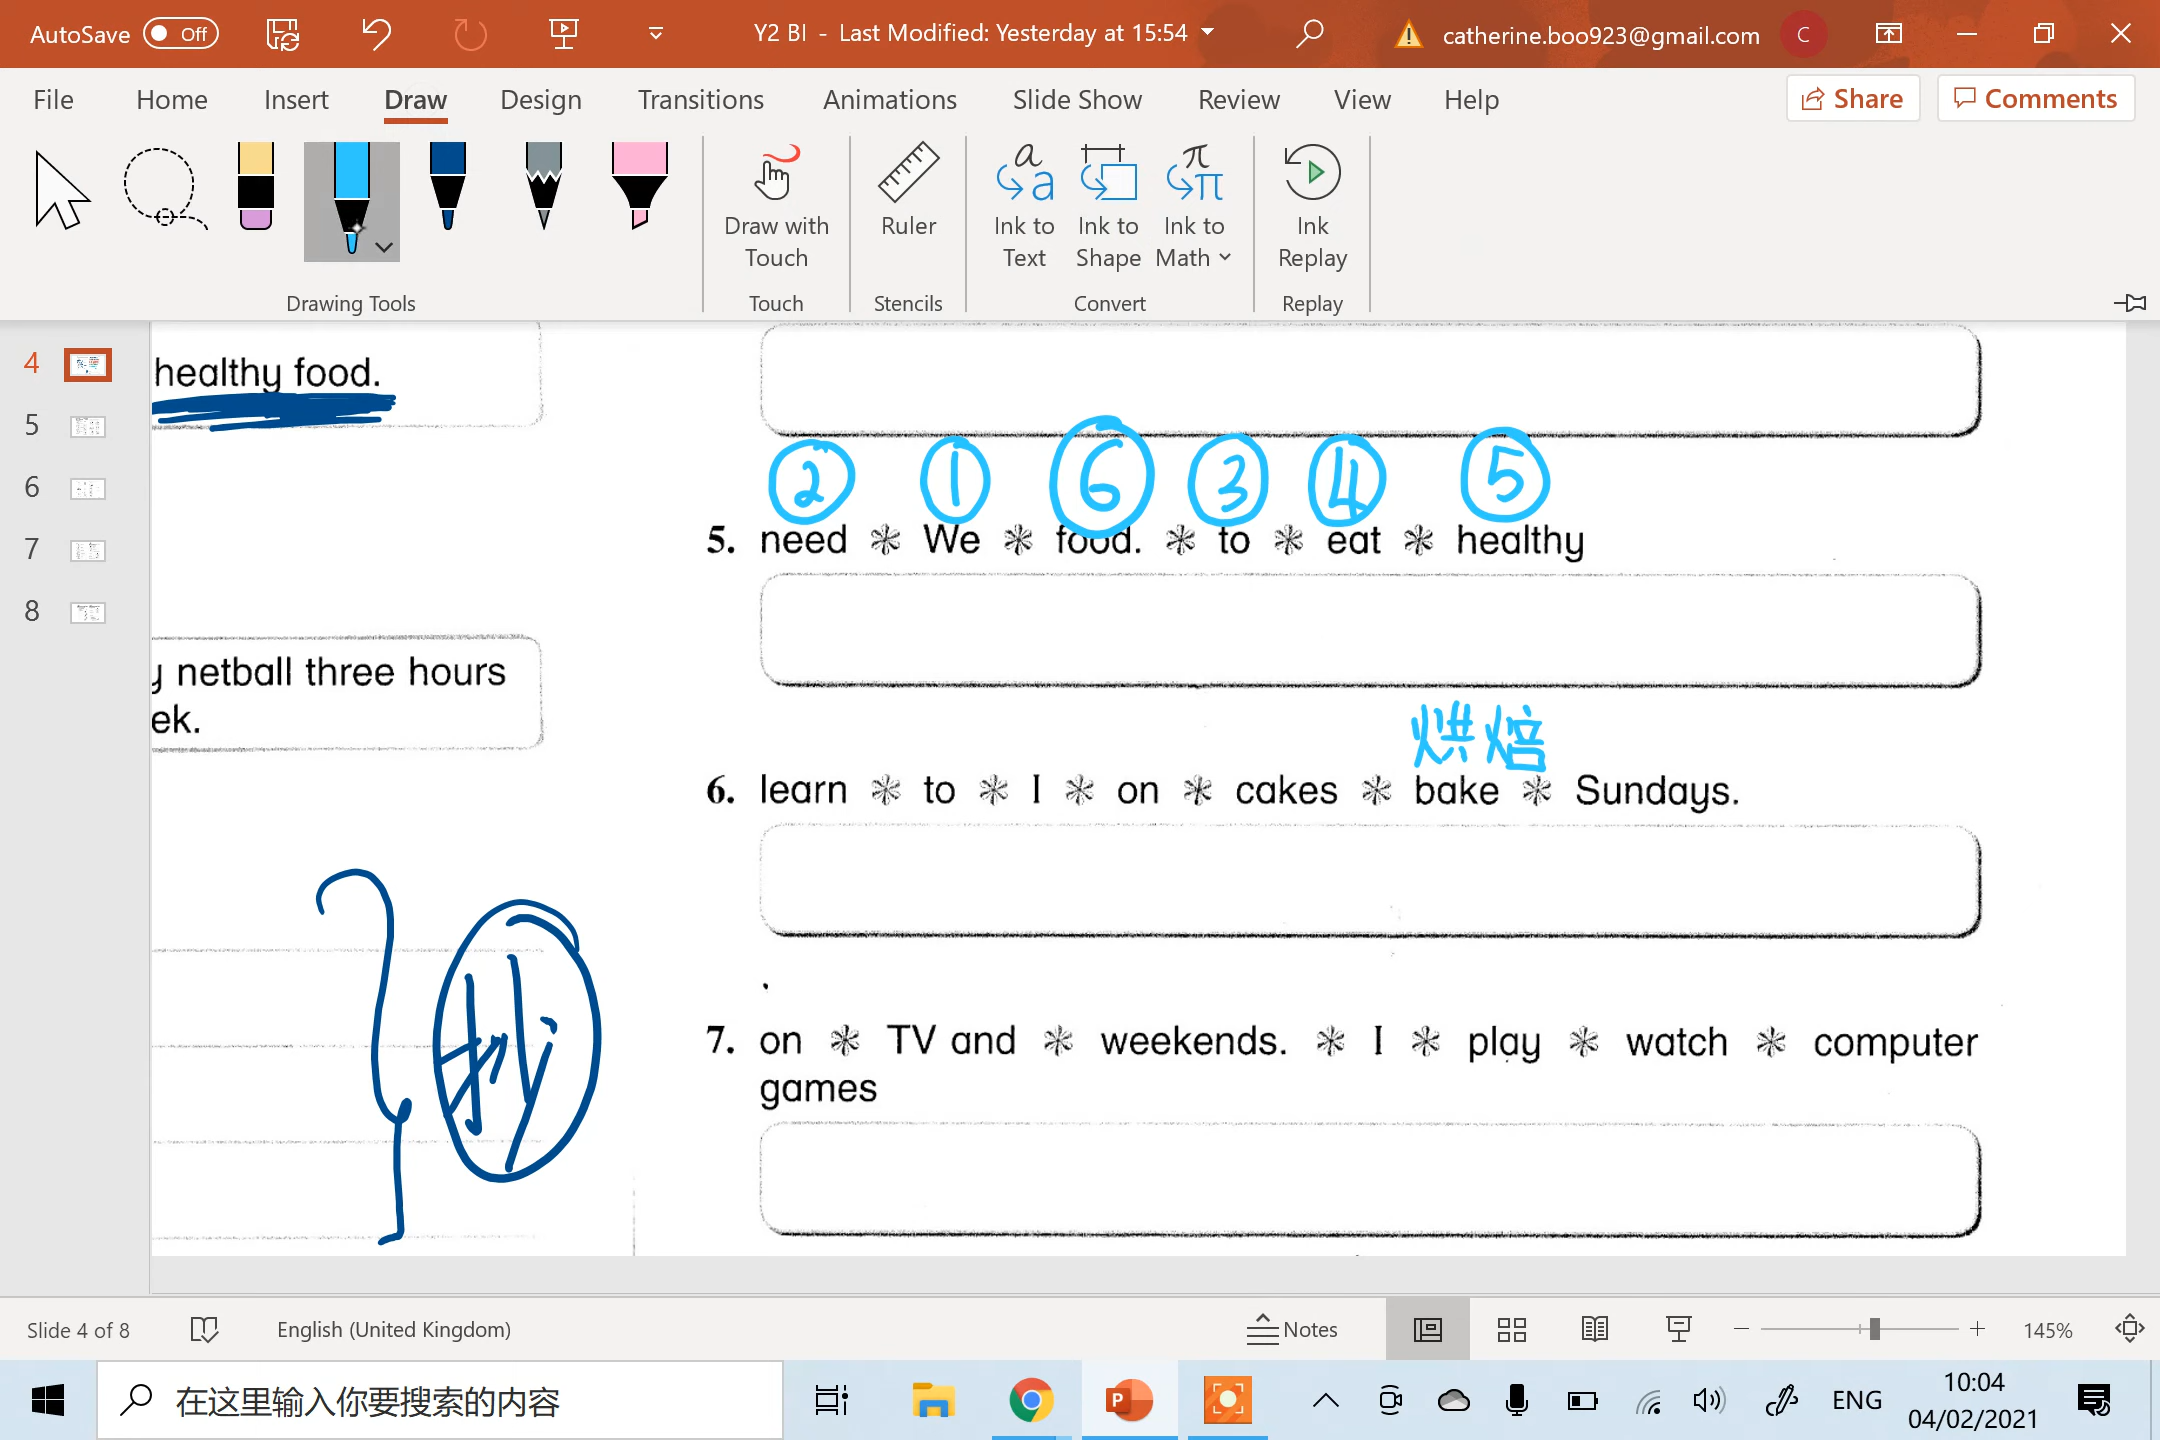 AutoSave Off Y2 BI - Last Modified: Yesterday at 15:54 catherine.boo923@gmail.com C
File Home Insert Draw Design Transitions Animations Slide Show Review View Help Share Comments
Draw with Touch Ruler Ink to Text Ink to Shape Ink to Math Ink Replay
Drawing Tools Touch Stencils Convert Replay
4
5
6
7
8
healthy food.
y netball three hours
ek.
2 1 6 3 4 5
5. need * We * food. * to * eat * healthy
烘焙
6. learn * to * I * on * cakes * bake * Sundays.
7. on * TV and * weekends. * I * play * watch * computer
games
Slide 4 of 8 English (United Kingdom) Notes 145%
在这里输入你要搜索的内容 ENG 10:04
04/02/2021